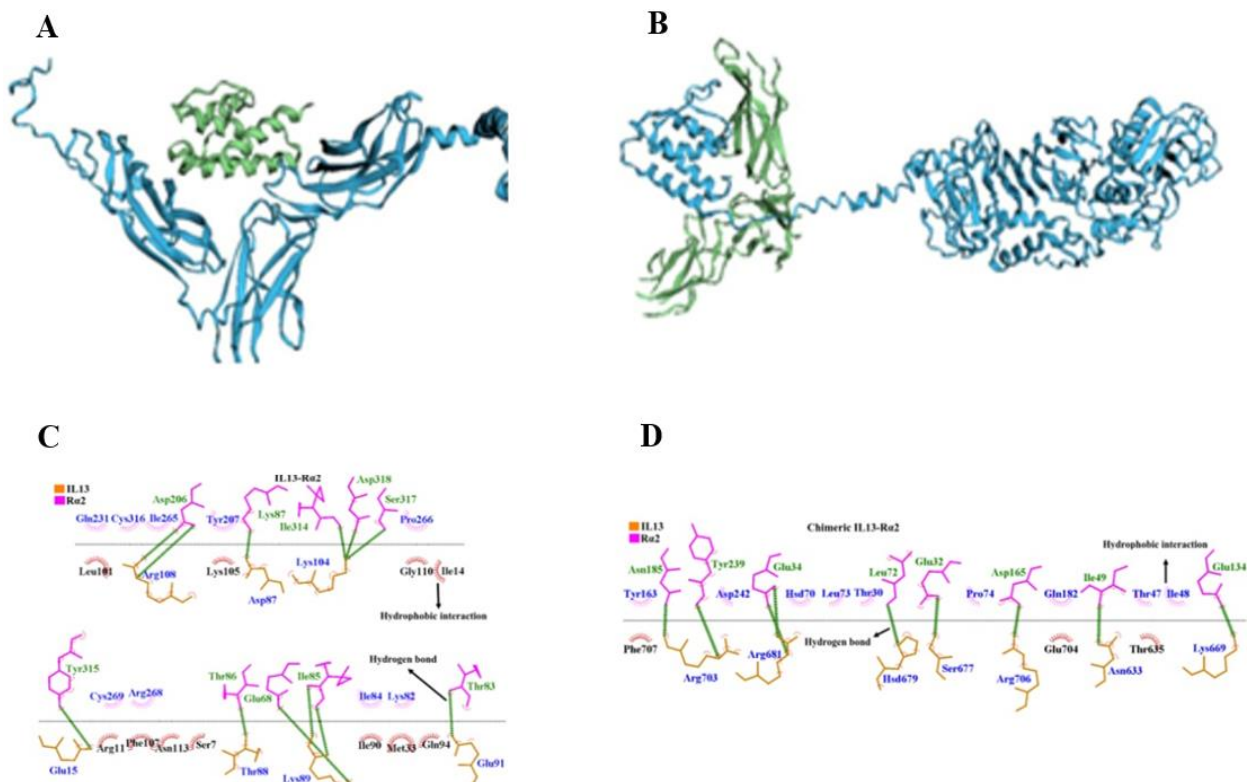 A
B
C
IL13
Rα2
IL13-Rα2
Asp206
Lys87
Ile314
Asp318
Ser317
Gln231 Cys316 Ile265 Tyr207 Pro266
Leu101 Arg108 Lys105 Asp87 Lys104 Gly110 Ile14
Hydrophobic interaction
Hydrogen bond
Tyr315 Thr86 Glu68 Ile85 Thr83
Cys269 Arg268 Ile84 Lys82
Arg11 Phe107 Asn113 Ser7 Ile90 Met33 Gln94
Glu15 Thr88 Lys89 Glu91
D
IL13
Rα2
Chimeric IL13-Rα2
Hydrophobic interaction
Asn185 Tyr239 Glu34 Leu72 Glu32 Asp165 Ile49 Glu134
Tyr163 Asp242 Hsd70 Leu73 Thr30 Pro74 Gln182 Thr47 Ile48
Hydrogen bond
Phe707 Arg703 Arg681 Hsd679 Ser677 Arg706 Glu704 Asn633 Thr635 Lys669